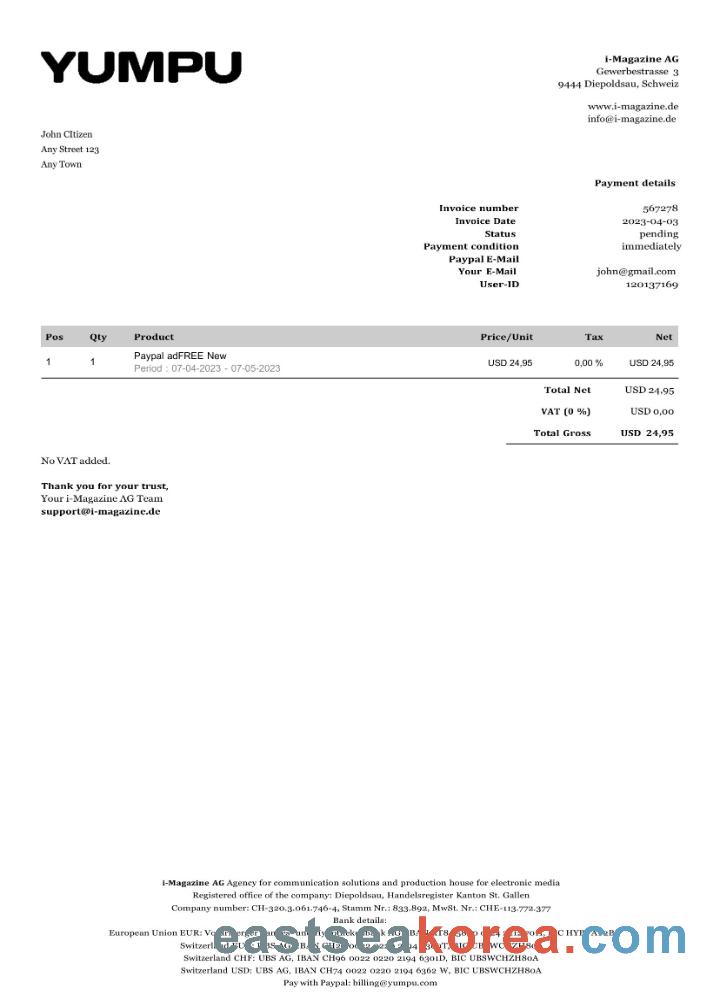 YUMPU
i-Magazine AG
Gewerbestrasse 3
9444 Diepoldsau, Schweiz
www.i-magazine.de
info@i-magazine.de
John CItizen
Any Street 123
Any Town
Payment details
Invoice number 567278
Invoice Date 2023-04-03
Status pending
Payment condition immediately
Paypal E-Mail
Your E-Mail john@gmail.com
User-ID 120137169
Pos Qty Product Price/Unit Tax Net
1 1 Paypal adFREE New USD 24,95 0,00 % USD 24,95
Period : 07-04-2023 - 07-05-2023
Total Net USD 24,95
VAT (0 %) USD 0,00
Total Gross USD 24,95
No VAT added.
Thank you for your trust,
Your i-Magazine AG Team
support@i-magazine.de
i-Magazine AG Agency for communication solutions and production house for electronic media
Registered office of the company: Diepoldsau, Handelsregister Kanton St. Gallen
Company number: CH-320.3.061.746-4, Stamm Nr.: 833.892, MwSt. Nr.: CHE-113.772.377
Bank details:
European Union EUR:
eastseakorea.com
Switzerland
Switzerland CHF: UBS AG, IBAN CH96 0022 0220 2194 6301D, BIC UBSWCHZH80A
Switzerland USD: UBS AG, IBAN CH74 0022 0220 2194 6362 W, BIC UBSWCHZH80A
Pay with Paypal: billing@yumpu.com